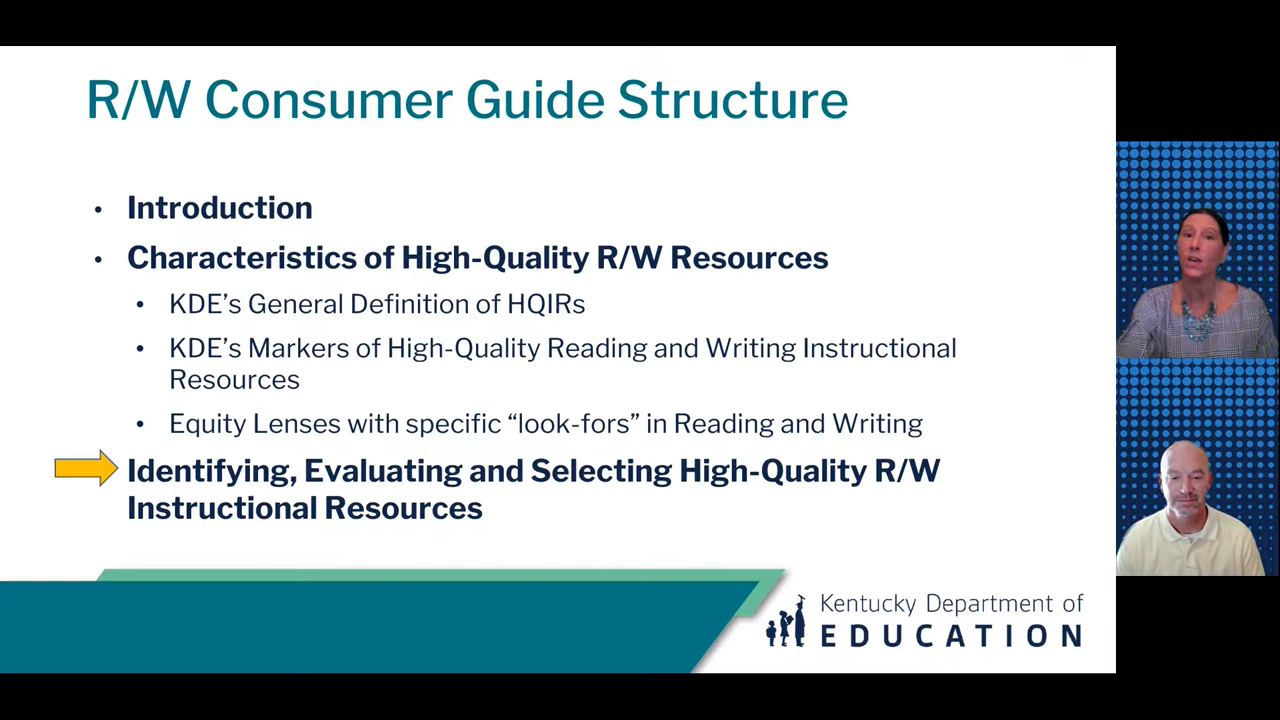 R/W Consumer Guide Structure
• Introduction
• Characteristics of High-Quality R/W Resources
• KDE’s General Definition of HQIRs
• KDE’s Markers of High-Quality Reading and Writing Instructional
Resources
• Equity Lenses with specific “look-fors” in Reading and Writing
Identifying, Evaluating and Selecting High-Quality R/W
Instructional Resources
Kentucky Department of
EDUCATION